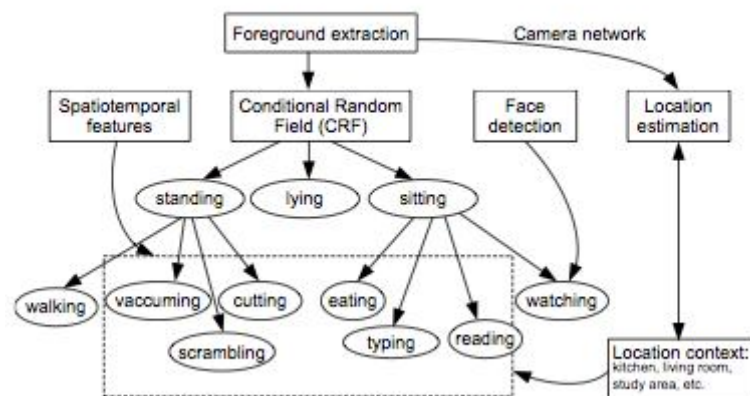 Foreground extraction
Camera network
Spatiotemporal
features
Conditional Random
Field (CRF)
Face
detection
Location
estimation
standing
lying
sitting
walking
vaccuming
cutting
eating
watching
scrambling
typing
reading
Location context:
kitchen, living room,
study area, etc.